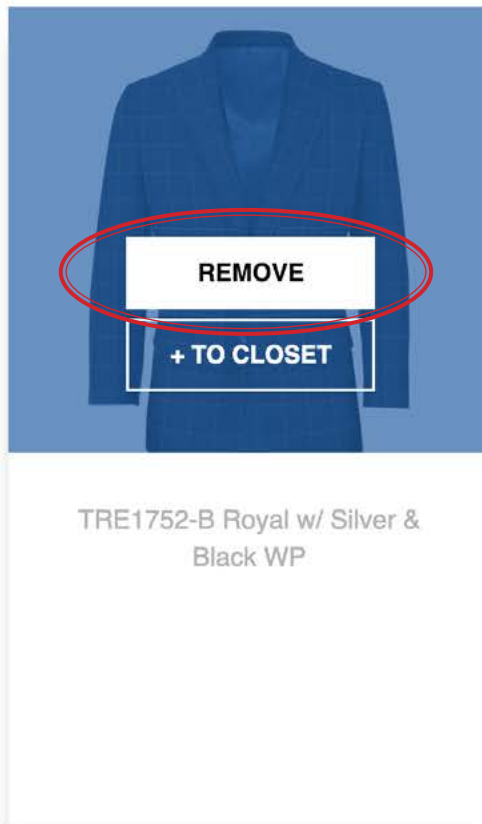 REMOVE
+ TO CLOSET
TRE1752-B Royal w/ Silver &
Black WP